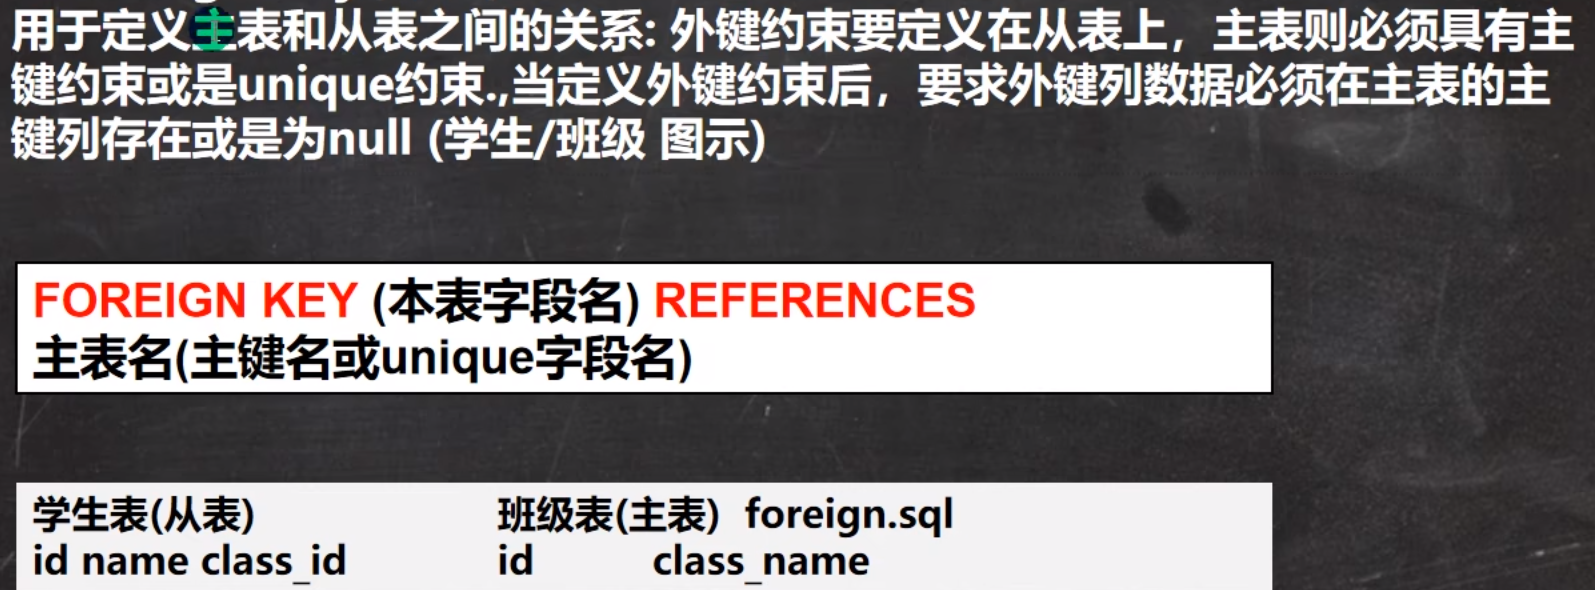 用于定义主表和从表之间的关系: 外键约束要定义在从表上，主表则必须具有主
键约束或是unique约束.,当定义外键约束后，要求外键列数据必须在主表的主
键列存在或是为null (学生/班级 图示)
FOREIGN KEY (本表字段名) REFERENCES
主表名(主键名或unique字段名)
学生表(从表) 班级表(主表) foreign.sql
id name class_id id class_name